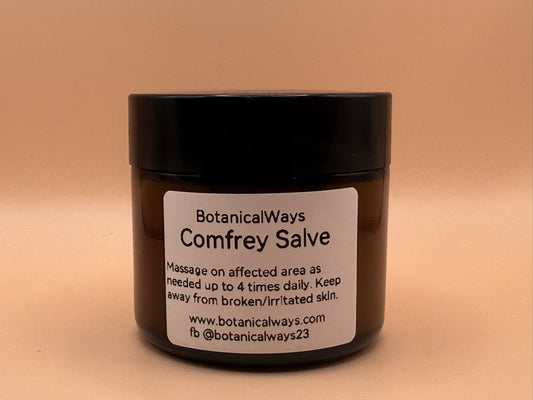 BotanicalWays
Comfrey Salve
Massage on affected area as
needed up to 4 times daily. Keep
away from broken/irritated skin.
www.botanicalways.com
fb @botanicalways23